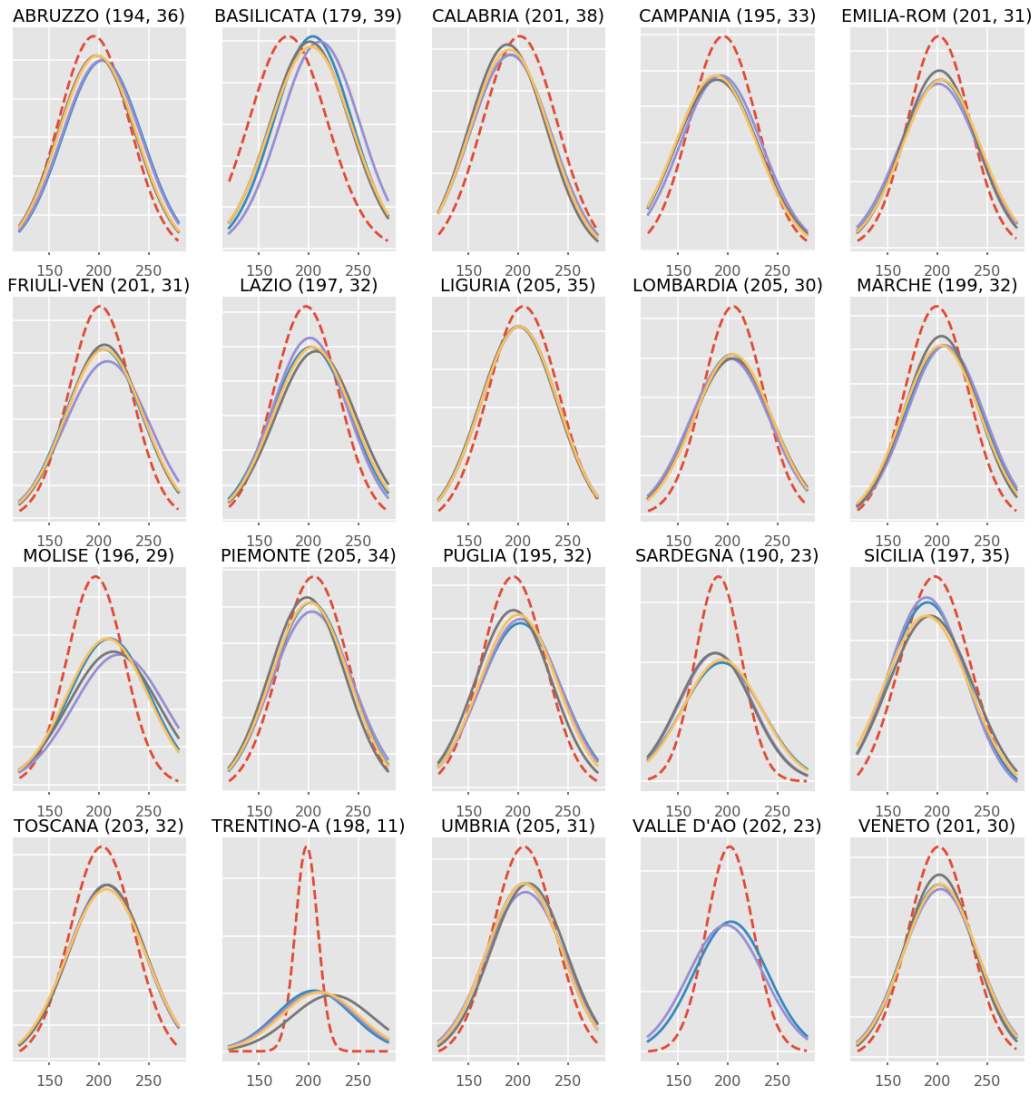 ABRUZZO (194, 36) BASILICATA (179, 39) CALABRIA (201, 38) CAMPANIA (195, 33) EMILIA-ROM (201, 31)
150 200 250 150 200 250 150 200 250 150 200 250 150 200 250
FRIULI-VEN (201, 31) LAZIO (197, 32) LIGURIA (205, 35) LOMBARDIA (205, 30) MARCHE (199, 32)
150 200 250 150 200 250 150 200 250 150 200 250 150 200 250
MOLISE (196, 29) PIEMONTE (205, 34) PUGLIA (195, 32) SARDEGNA (190, 23) SICILIA (197, 35)
150 200 250 150 200 250 150 200 250 150 200 250 150 200 250
TOSCANA (203, 32) TRENTINO-A (198, 11) UMBRIA (205, 31) VALLE D'AO (202, 23) VENETO (201, 30)
150 200 250 150 200 250 150 200 250 150 200 250 150 200 250